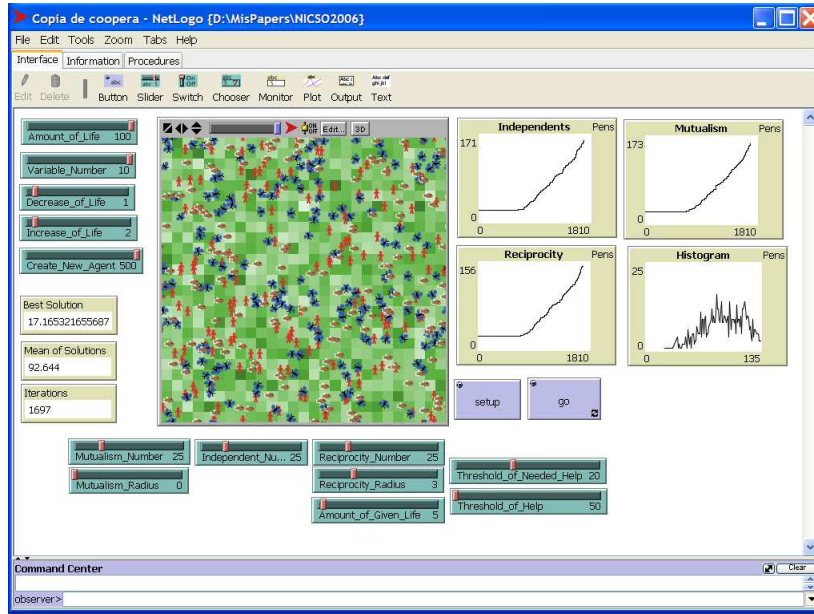 Copia de coopera - NetLogo {D:\MisPapers\NICSO2006}
File Edit Tools Zoom Tabs Help
Interface Information Procedures
Edit Delete Button Slider Switch Chooser Monitor Plot Output Text
Amount_of_Life 100
Variable_Number 10
Decrease_of_Life 1
Increase_of_Life 2
Create_New_Agent 500
Best Solution
17.165321655687
Mean of Solutions
92.644
Iterations
1697
ON
OFF
Edit...
3D
Independents Pens
171
0
0 1810
Mutualism Pens
173
0
0 1810
Reciprocity Pens
156
0
0 1810
Histogram Pens
25
0
0 135
setup
go
Mutualism_Number 25
Independent_Nu... 25
Reciprocity_Number 25
Mutualism_Radius 0
Reciprocity_Radius 3
Amount_of_Given_Life 5
Threshold_of_Needed_Help 20
Threshold_of_Help 50
Command Center
Clear
observer>